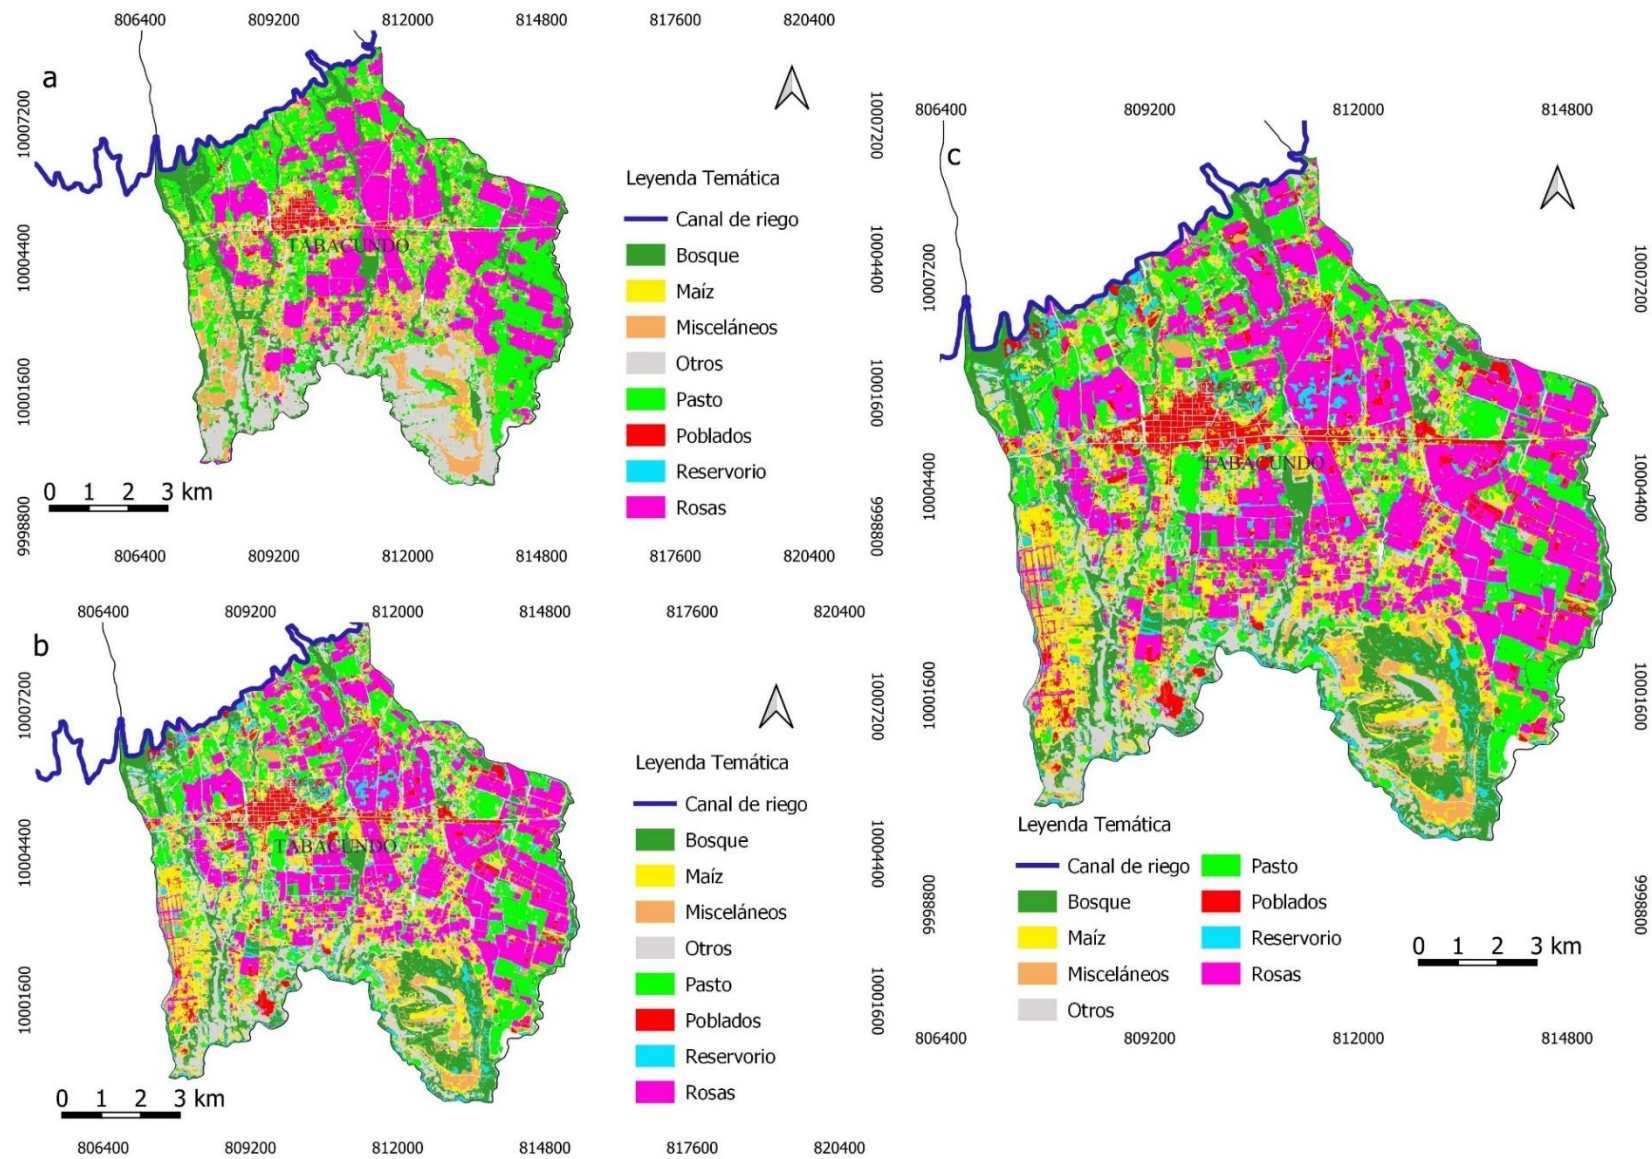 806400 809200 812000 814800 817600 820400
a
10007200
10004400
10001600
9998800
10007200
10004400
10001600
9998800
TABACUNDO
Leyenda Temática
Canal de riego
Bosque
Maíz
Misceláneos
Otros
Pasto
Poblados
Reservorio
Rosas
0 1 2 3 km
806400 809200 812000 814800 817600 820400
806400 809200 812000 814800 817600 820400
b
10007200
10004400
10001600
10007200
10004400
10001600
TABACUNDO
Leyenda Temática
Canal de riego
Bosque
Maíz
Misceláneos
Otros
Pasto
Poblados
Reservorio
Rosas
0 1 2 3 km
806400 809200 812000 814800 817600 820400
806400 809200 812000 814800
c
10007200
10004400
10001600
9998800
10007200
10004400
10001600
9998800
TABACUNDO
Leyenda Temática
Canal de riego Pasto
Bosque Poblados
Maíz Reservorio
Misceláneos Rosas
Otros
0 1 2 3 km
806400 809200 812000 814800